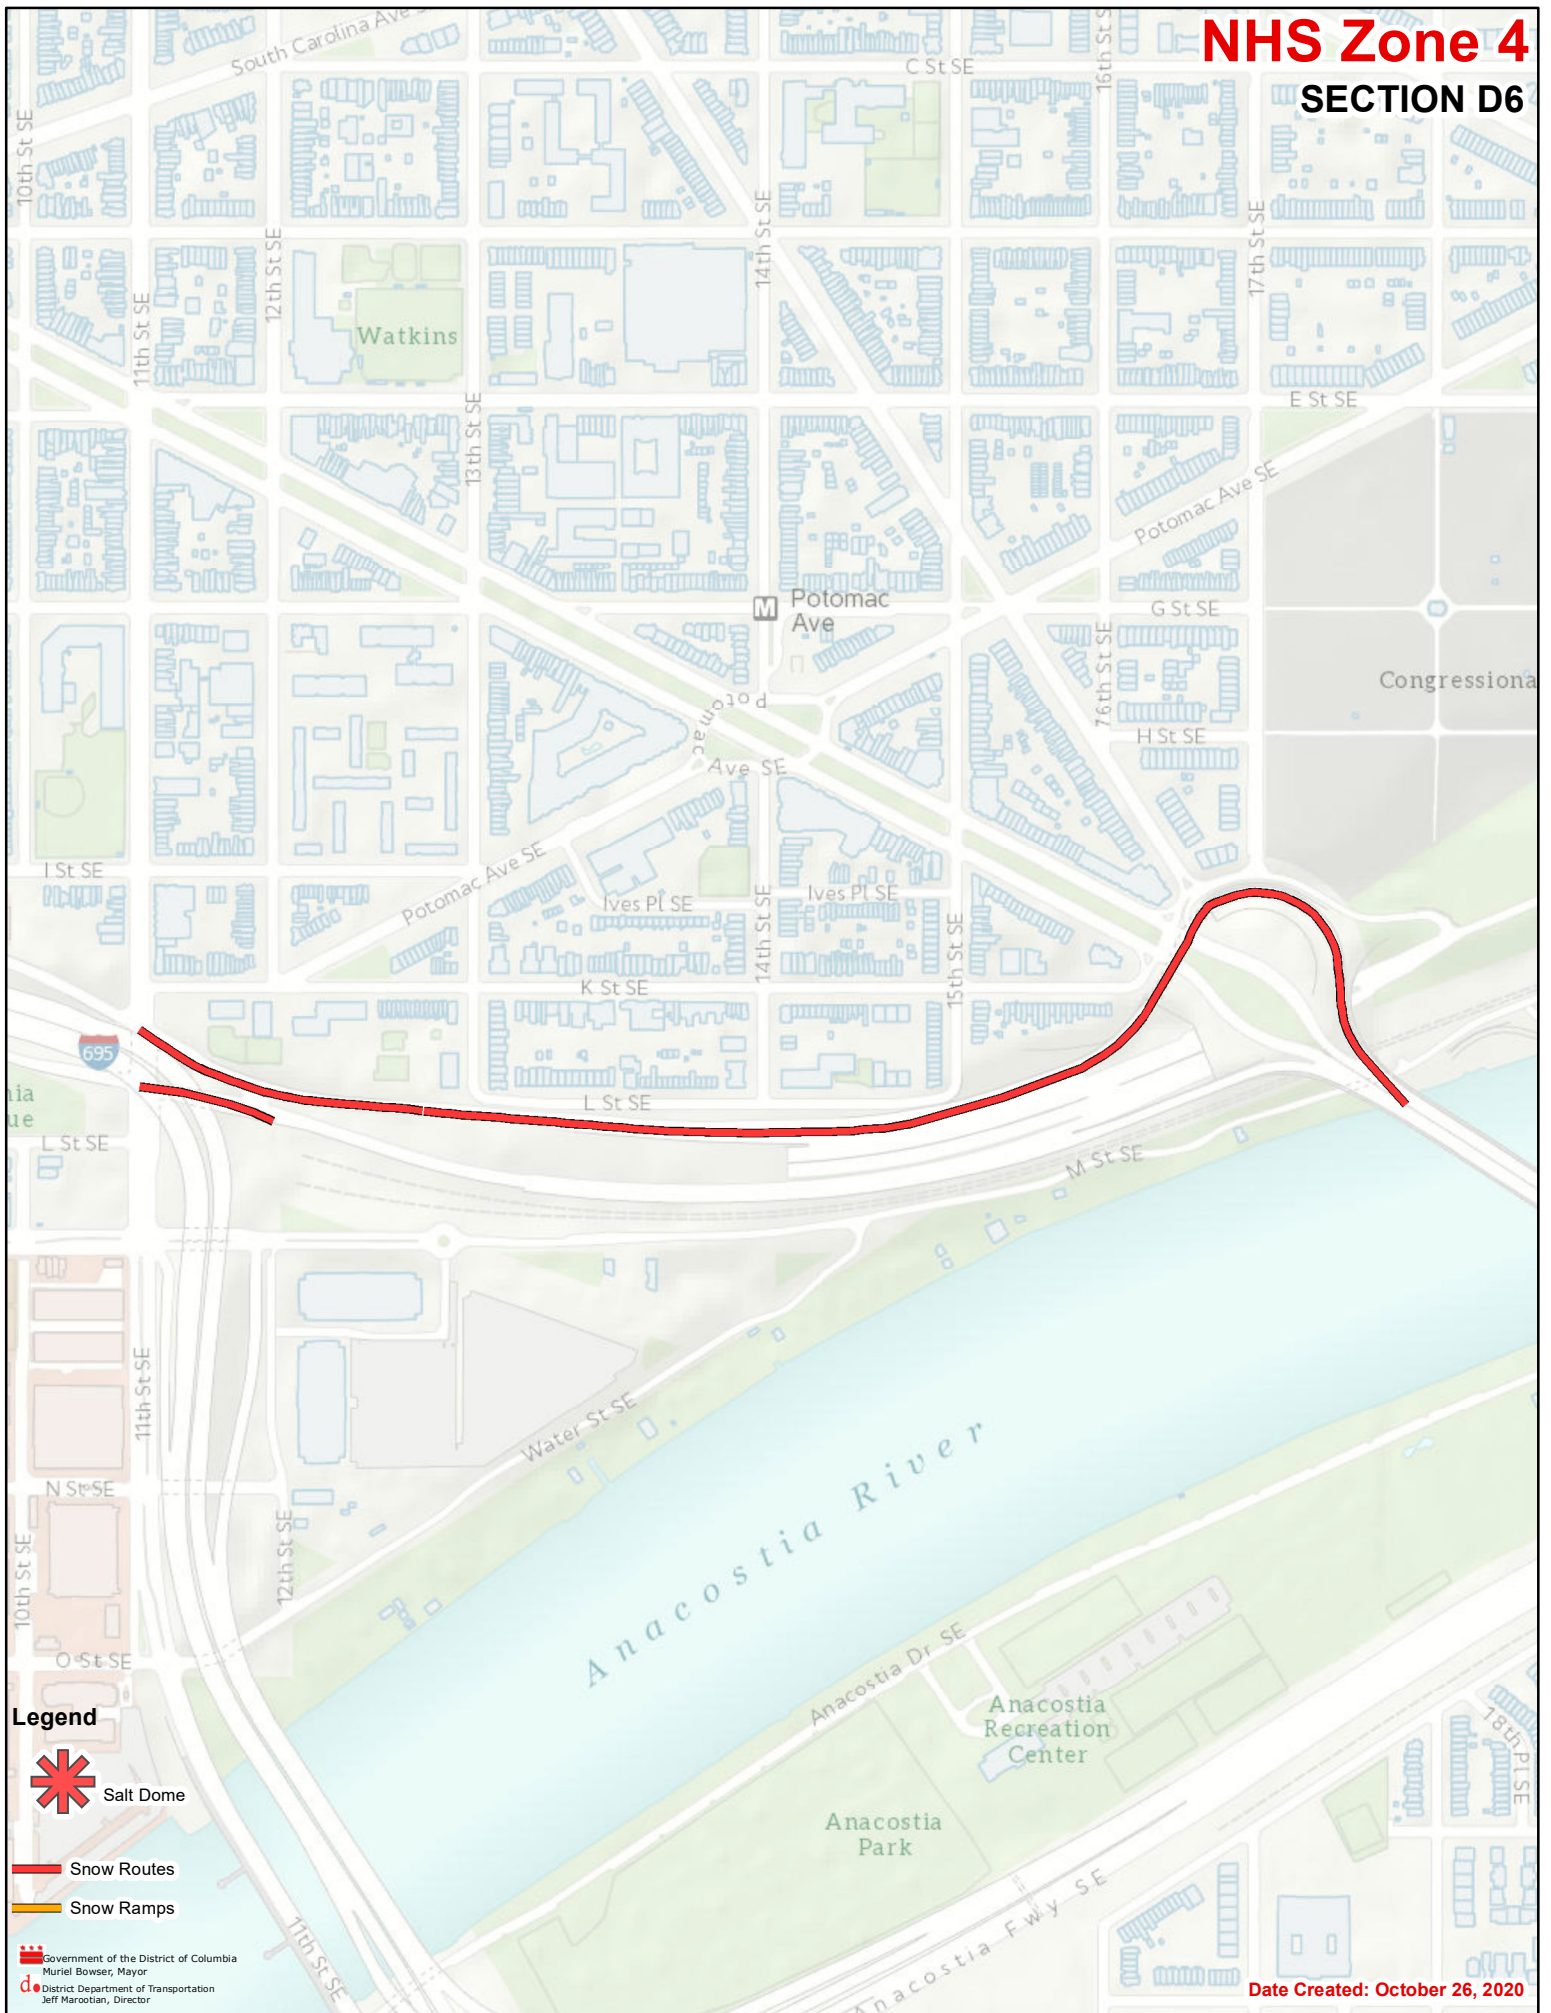 NHS Zone 4
SECTION D6
South Carolina Ave S
C St SE
16th St S
10th St SE
14th St SE
17th St SE
12th St SE
11th St SE
Watkins
E St SE
13th St SE
Potomac Ave SE
M
Potomac
Ave
G St SE
76th St SE
Congressiona
Potomac
Ave SE
H St SE
I St SE
Potomac Ave SE
Ives Pl SE
Ives Pl SE
14th St SE
15th St SE
K St SE
695
nia
ue
L St SE
L St SE
M St SE
11th St SE
Water St SE
Anacostia River
N St SE
10th St SE
12th St SE
O St SE
Anacostia Dr SE
Anacostia
Recreation
Center
18th Pl SE
Anacostia
Park
Anacostia Fwy SE
11th St SE
Legend
Salt Dome
Snow Routes
Snow Ramps
Government of the District of Columbia
Muriel Bowser, Mayor
d.
District Department of Transportation
Jeff Marootian, Director
Date Created: October 26, 2020